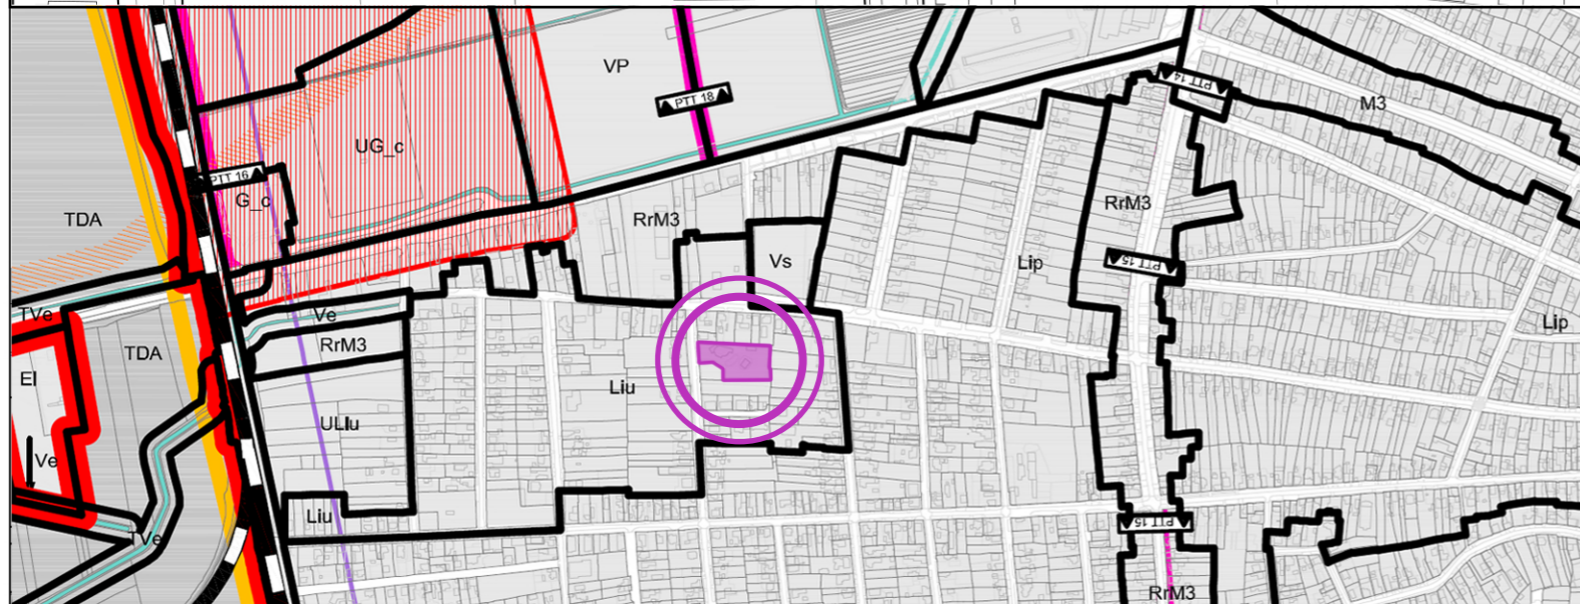 VP
PTT 18
PTT 14
M3
UG_c
PTT 16
G_c
TDA
RrM3
RrM3
Vs
Lip
PTT 15
TVe
Ve
RrM3
Lip
TDA
EI
Liu
ULiu
Ve
Liu
PTT 15
TVe
RrM3